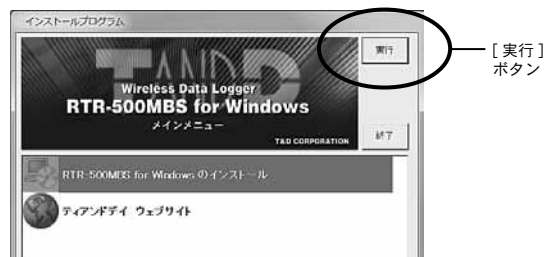 インストールプログラム
TANDD
Wireless Data Logger
RTR-500MBS for Windows
メインメニュー
T&D CORPORATION
実行
終了
[ 実行 ]
ボタン
RTR-500MBS for Windows のインストール
ティアンドデイ ウェブサイト